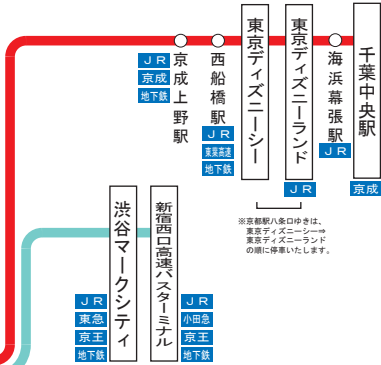 京成上野駅
JR
京成
地下鉄
西船橋駅
JR
東葉高速
地下鉄
東京ディズニーシー
東京ディズニーランド
JR
海浜幕張駅
JR
千葉中央駅
京成
※京都駅八条口ゆきは、
東京ディズニーシー⇒
東京ディズニーランド
の順に停車いたします。
渋谷マークシティ
JR
東急
京王
地下鉄
新宿西口高速バスターミナル
JR
小田急
京王
地下鉄